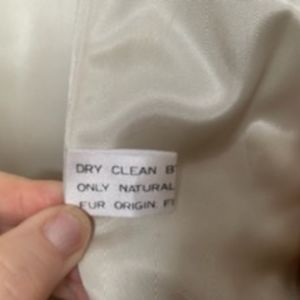 DRY CLEAN B
ONLY NATURAL
FUR ORIGIN. F